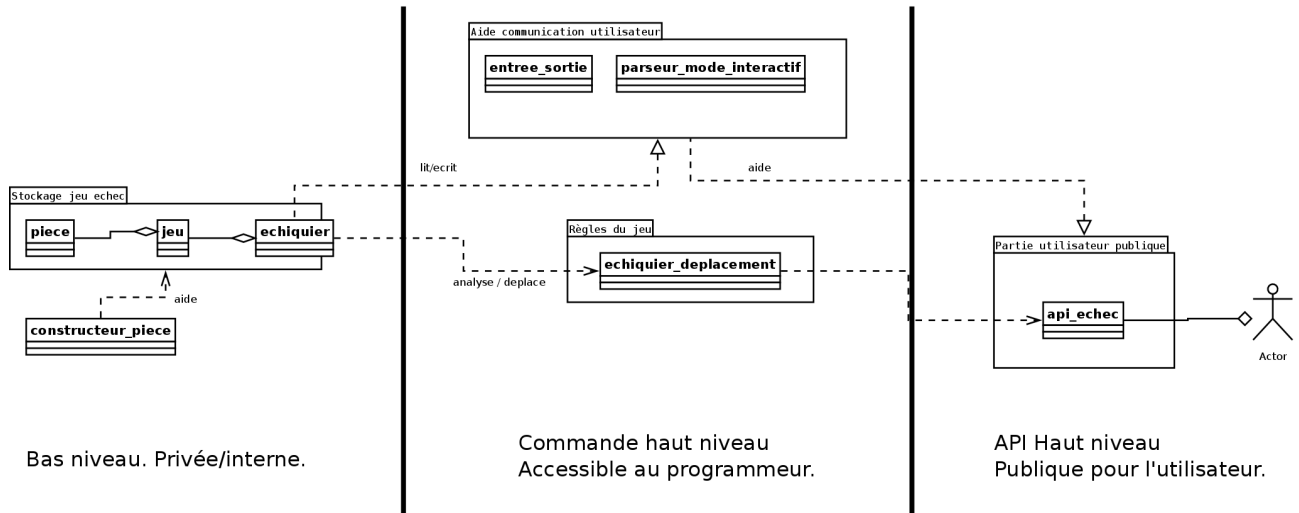 Aide communication utilisateur
entree_sortie
parseur_mode_interactif
lit/ecrit
aide
Stockage jeu echec
piece
jeu
echiquier
Règles du jeu
echiquier_deplacement
analyse / deplace
Partie utilisateur publique
api_echec
Actor
aide
constructeur_piece
Bas niveau. Privée/interne.
Commande haut niveau
Accessible au programmeur.
API Haut niveau
Publique pour l'utilisateur.